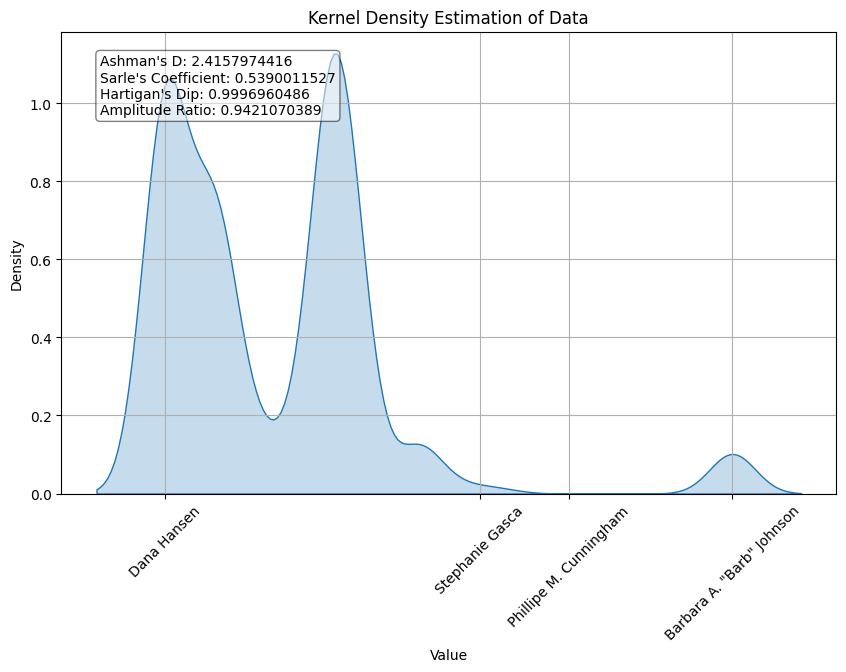 Kernel Density Estimation of Data
Ashman's D: 2.4157974416
Sarle's Coefficient: 0.5390011527
Hartigan's Dip: 0.9996960486
Amplitude Ratio: 0.9421070389
1.0
0.8
0.6
0.4
0.2
0.0
Density
Dana Hansen
Stephanie Gasca
Phillipe M. Cunningham
Barbara A. "Barb" Johnson
Value